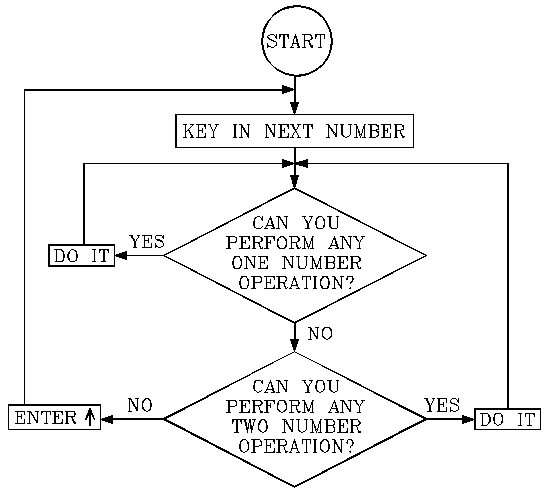 START
KEY IN NEXT NUMBER
CAN YOU
PERFORM ANY
ONE NUMBER
OPERATION?
YES
DO IT
NO
CAN YOU
PERFORM ANY
TWO NUMBER
OPERATION?
NO
ENTER ↑
YES
DO IT